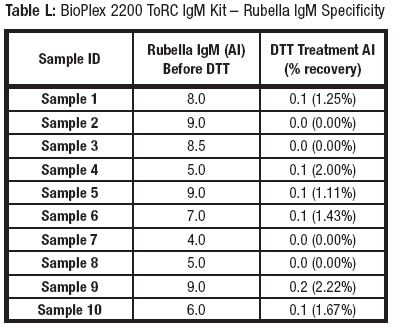 Table L: BioPlex 2200 ToRC IgM Kit – Rubella IgM Specificity
Sample ID Rubella IgM (AI) Before DTT DTT Treatment AI (% recovery)
Sample 1 8.0 0.1 (1.25%)
Sample 2 9.0 0.0 (0.00%)
Sample 3 8.5 0.0 (0.00%)
Sample 4 5.0 0.1 (2.00%)
Sample 5 9.0 0.1 (1.11%)
Sample 6 7.0 0.1 (1.43%)
Sample 7 4.0 0.0 (0.00%)
Sample 8 5.0 0.0 (0.00%)
Sample 9 9.0 0.2 (2.22%)
Sample 10 6.0 0.1 (1.67%)